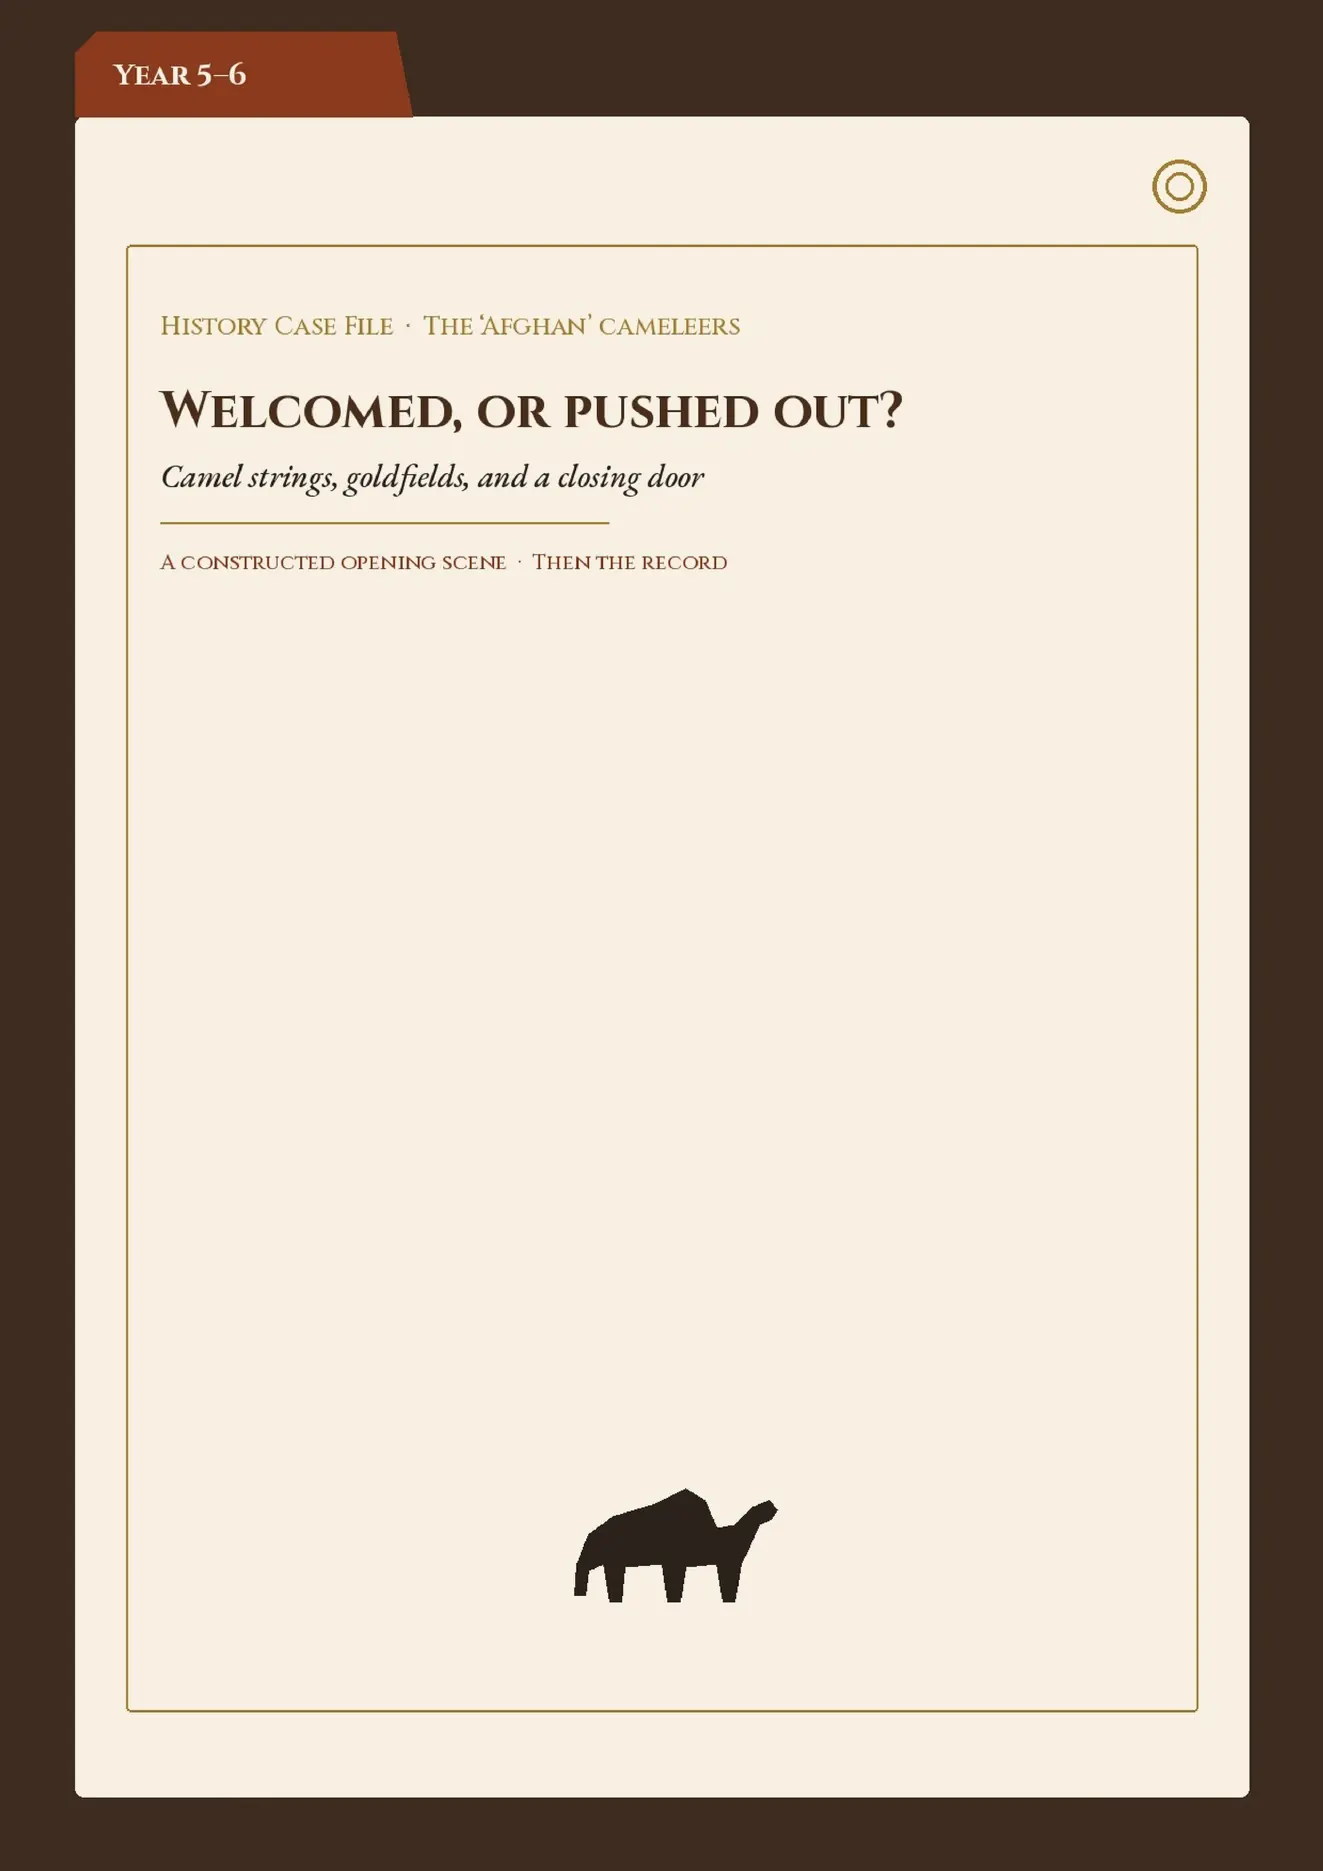 Year 5–6
History Case File · The ‘Afghan’ cameleers
Welcomed, or pushed out?
Camel strings, goldfields, and a closing door
A constructed opening scene · Then the record